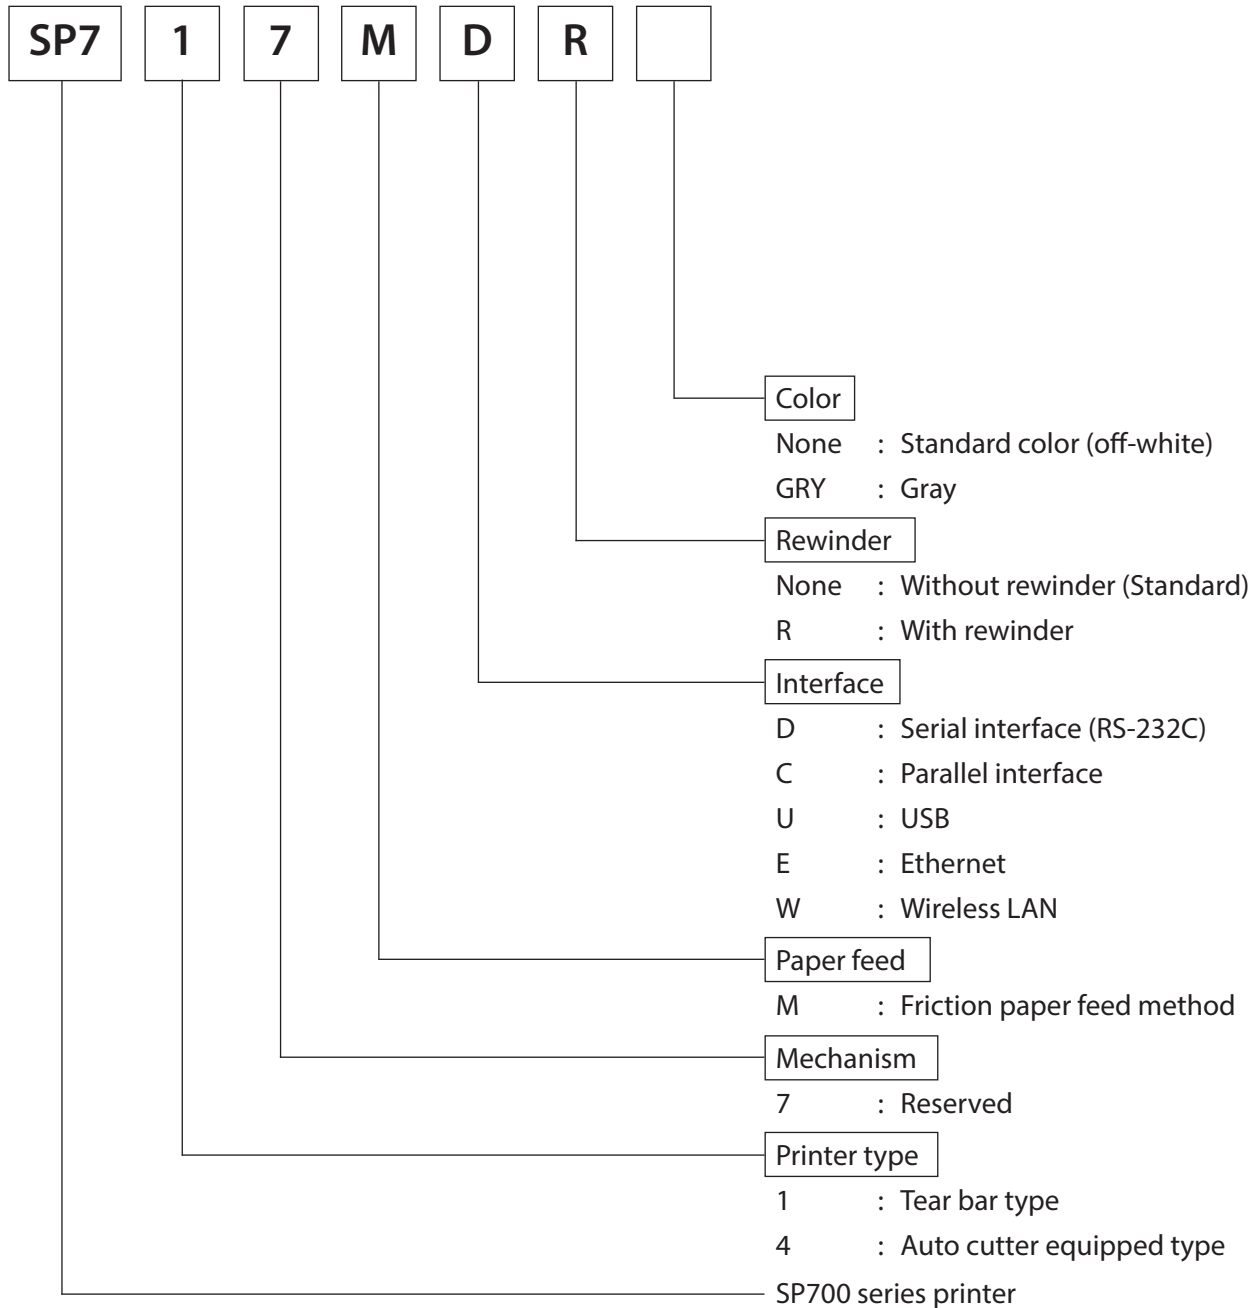 SP7 1 7 M D R
Color
None : Standard color (off-white)
GRY : Gray
Rewinder
None : Without rewinder (Standard)
R : With rewinder
Interface
D : Serial interface (RS-232C)
C : Parallel interface
U : USB
E : Ethernet
W : Wireless LAN
Paper feed
M : Friction paper feed method
Mechanism
7 : Reserved
Printer type
1 : Tear bar type
4 : Auto cutter equipped type
SP700 series printer